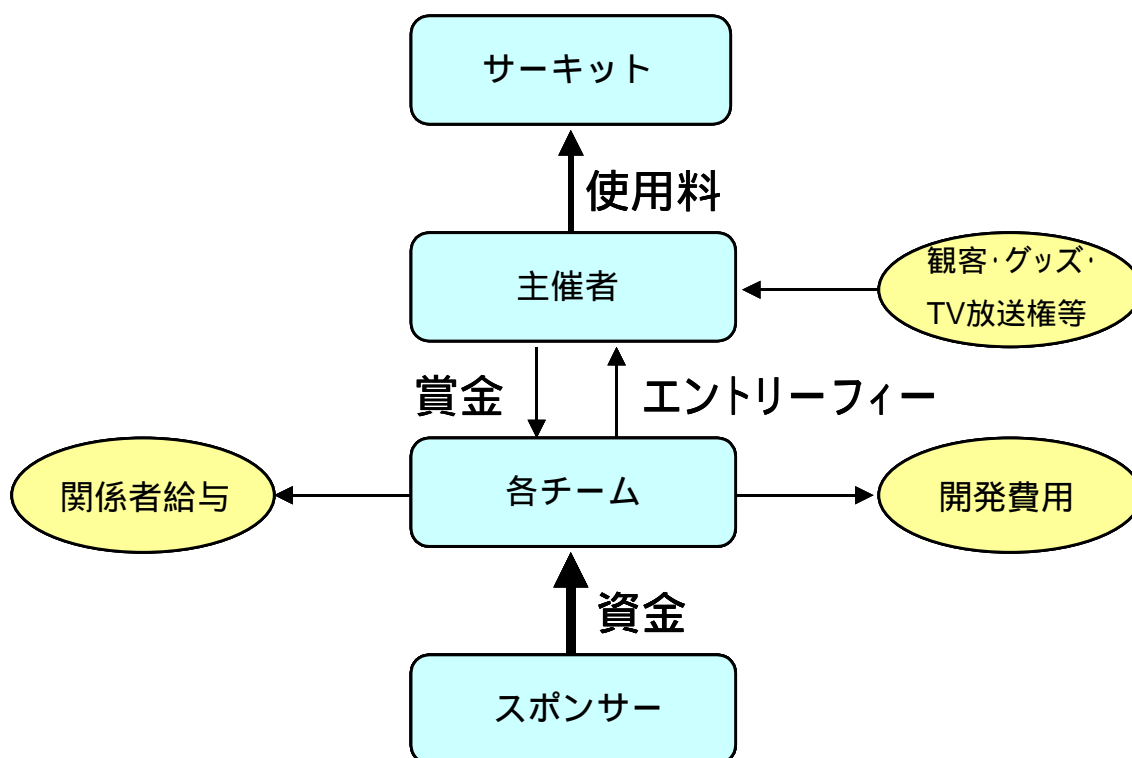 サーキット
使用料
主催者
観客・グッズ・
TV放送権等
賞金
エントリーフィー
関係者給与
各チーム
開発費用
資金
スポンサー